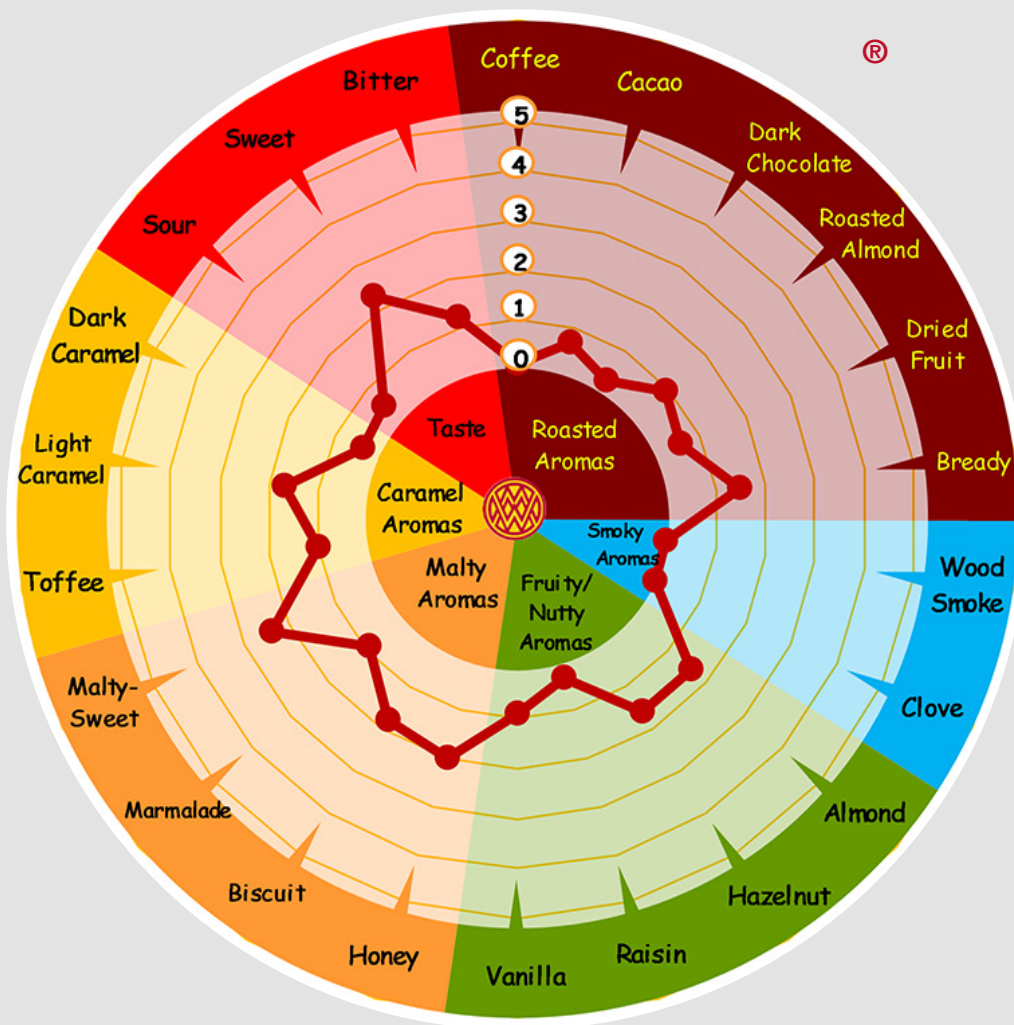 ®
Coffee
Cacao
Dark
Chocolate
Roasted
Almond
Dried
Fruit
Bready
Wood
Smoke
Clove
Almond
Hazelnut
Raisin
Vanilla
Honey
Biscuit
Marmalade
Malty-
Sweet
Toffee
Light
Caramel
Dark
Caramel
Sour
Sweet
Bitter
5
4
3
2
1
0
Taste
Roasted
Aromas
Smoky
Aromas
Fruity/
Nutty
Aromas
Malty
Aromas
Caramel
Aromas